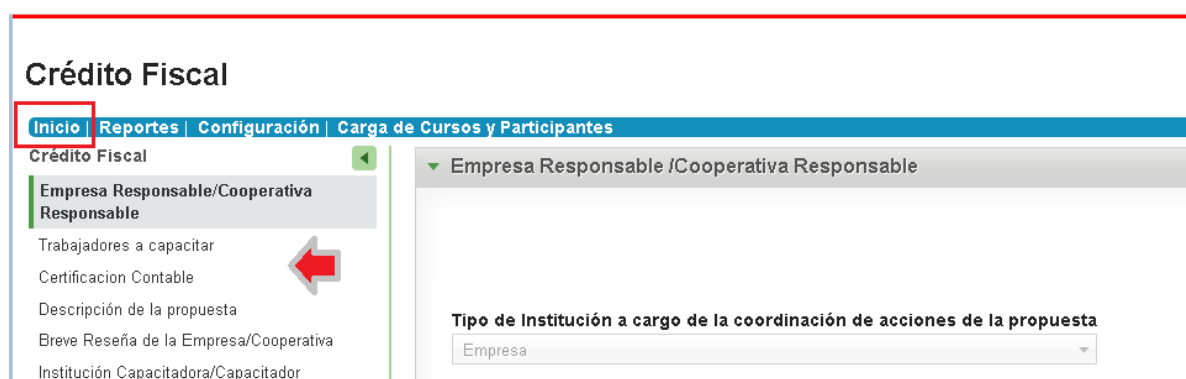 Crédito Fiscal
Inicio | Reportes | Configuración | Carga de Cursos y Participantes
Crédito Fiscal
Empresa Responsable/Cooperativa
Responsable
Trabajadores a capacitar
Certificacion Contable
Descripción de la propuesta
Breve Reseña de la Empresa/Cooperativa
Institución Capacitadora/Capacitador
Empresa Responsable /Cooperativa Responsable
Tipo de Institución a cargo de la coordinación de acciones de la propuesta
Empresa